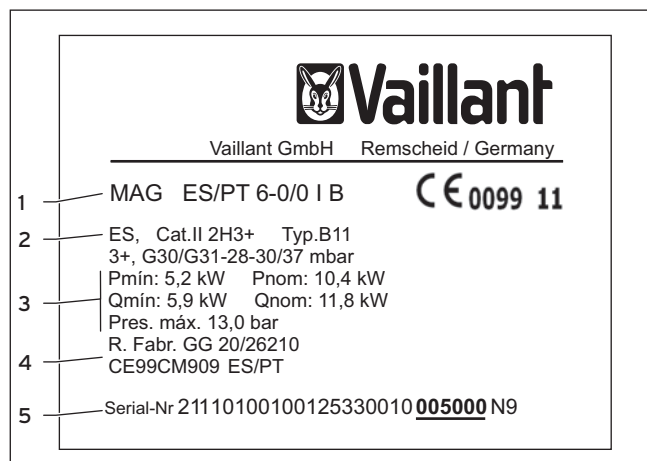 Vaillant
Vaillant GmbH Remscheid / Germany
1 MAG ES/PT 6-0/0 I B CE 0099 11
2 ES, Cat.II 2H3+ Typ.B11
3+, G30/G31-28-30/37 mbar
Pmín: 5,2 kW Pnom: 10,4 kW
3 Qmín: 5,9 kW Qnom: 11,8 kW
Pres. máx. 13,0 bar
R. Fabr. GG 20/26210
4 CE99CM909 ES/PT
5 Serial-Nr 21110100100125330010005000 N9